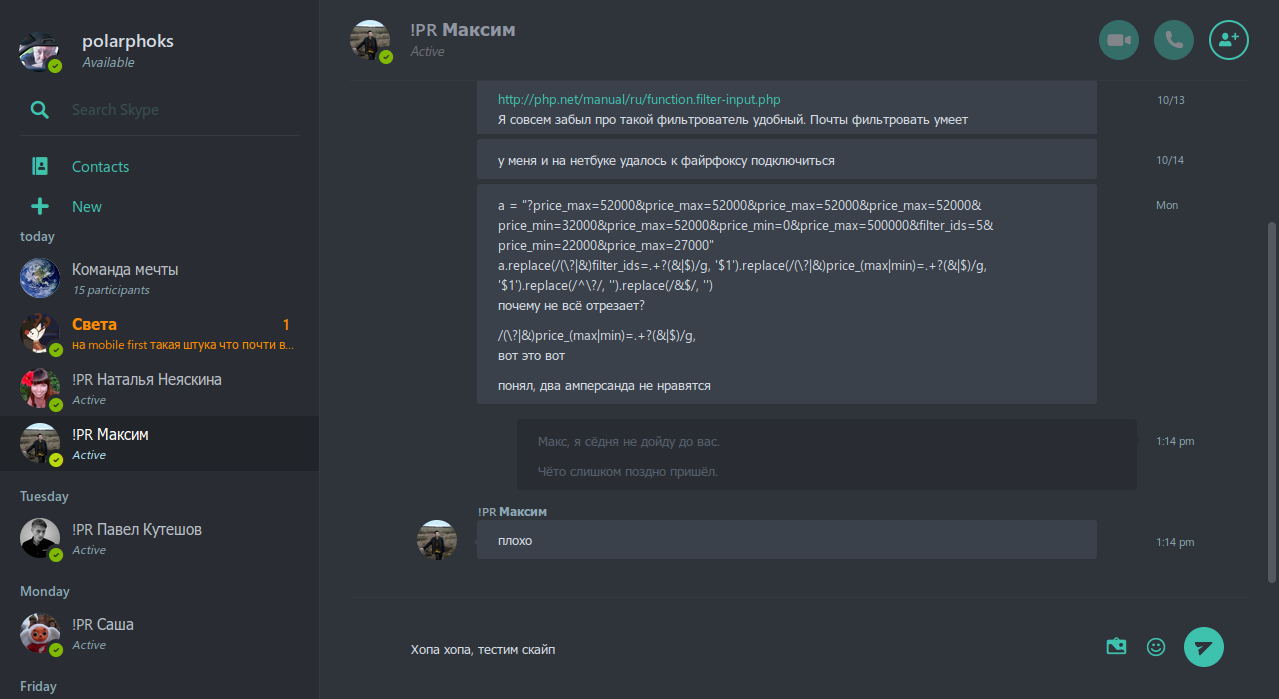 polarphoks
Available
Search Skype
Contacts
New
today
Команда мечты
15 participants
Света 1
на mobile first такая штука что почти в...
!PR Наталья Неяскина
Active
!PR Максим
Active
Tuesday
!PR Павел Кутешов
Active
Monday
!PR Саша
Active
Friday
!PR Максим
Active
http://php.net/manual/ru/function.filter-input.php 10/13
Я совсем забыл про такой фильтрователь удобный. Почты фильтровать умеет
у меня и на нетбуке удалось к файрфоксу подключиться 10/14
a = "?price_max=52000&price_max=52000&price_max=52000&price_max=52000& Mon
price_min=32000&price_max=52000&price_min=0&price_max=500000&filter_ids=5&
price_min=22000&price_max=27000"
a.replace(/(\?|&)filter_ids=.+?(&|$)/g, '$1').replace(/(\?|&)price_(max|min)=.+?(&|$)/g,
'$1').replace(/^\?/, '').replace(/&$/, '')
почему не всё отрезает?
/(\?|&)price_(max|min)=.+?(&|$)/g,
вот это вот
понял, два амперсанда не нравятся
Макс, я сёдня не дойду до вас. 1:14 pm
Чёто слишком поздно пришёл.
!PR Максим
плохо 1:14 pm
Хопа хопа, тестим скайп